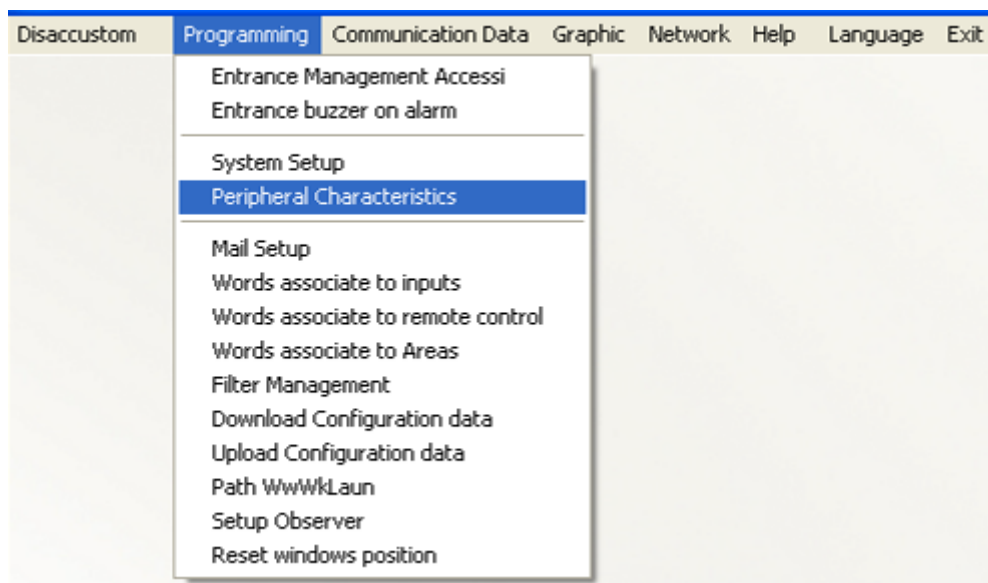 Disaccustom Programming Communication Data Graphic Network Help Language Exit
Entrance Management Accessi
Entrance buzzer on alarm
System Setup
Peripheral Characteristics
Mail Setup
Words associate to inputs
Words associate to remote control
Words associate to Areas
Filter Management
Download Configuration data
Upload Configuration data
Path WwWkLaun
Setup Observer
Reset windows position